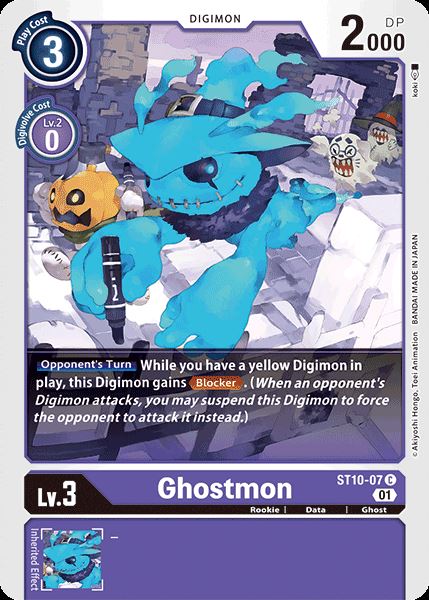 DIGIMON
Play Cost
3
2000
DP
Digivolve Cost
Lv.2
0
koki
© Akiyoshi Hongo, Toei Animation BANDAI MADE IN JAPAN
Opponent's Turn While you have a yellow Digimon in
play, this Digimon gains Blocker . (When an opponent's
Digimon attacks, you may suspend this Digimon to force
the opponent to attack it instead.)
Lv.3
Ghostmon
ST10-07 C
01
Rookie | Data | Ghost
Inherited Effect
–